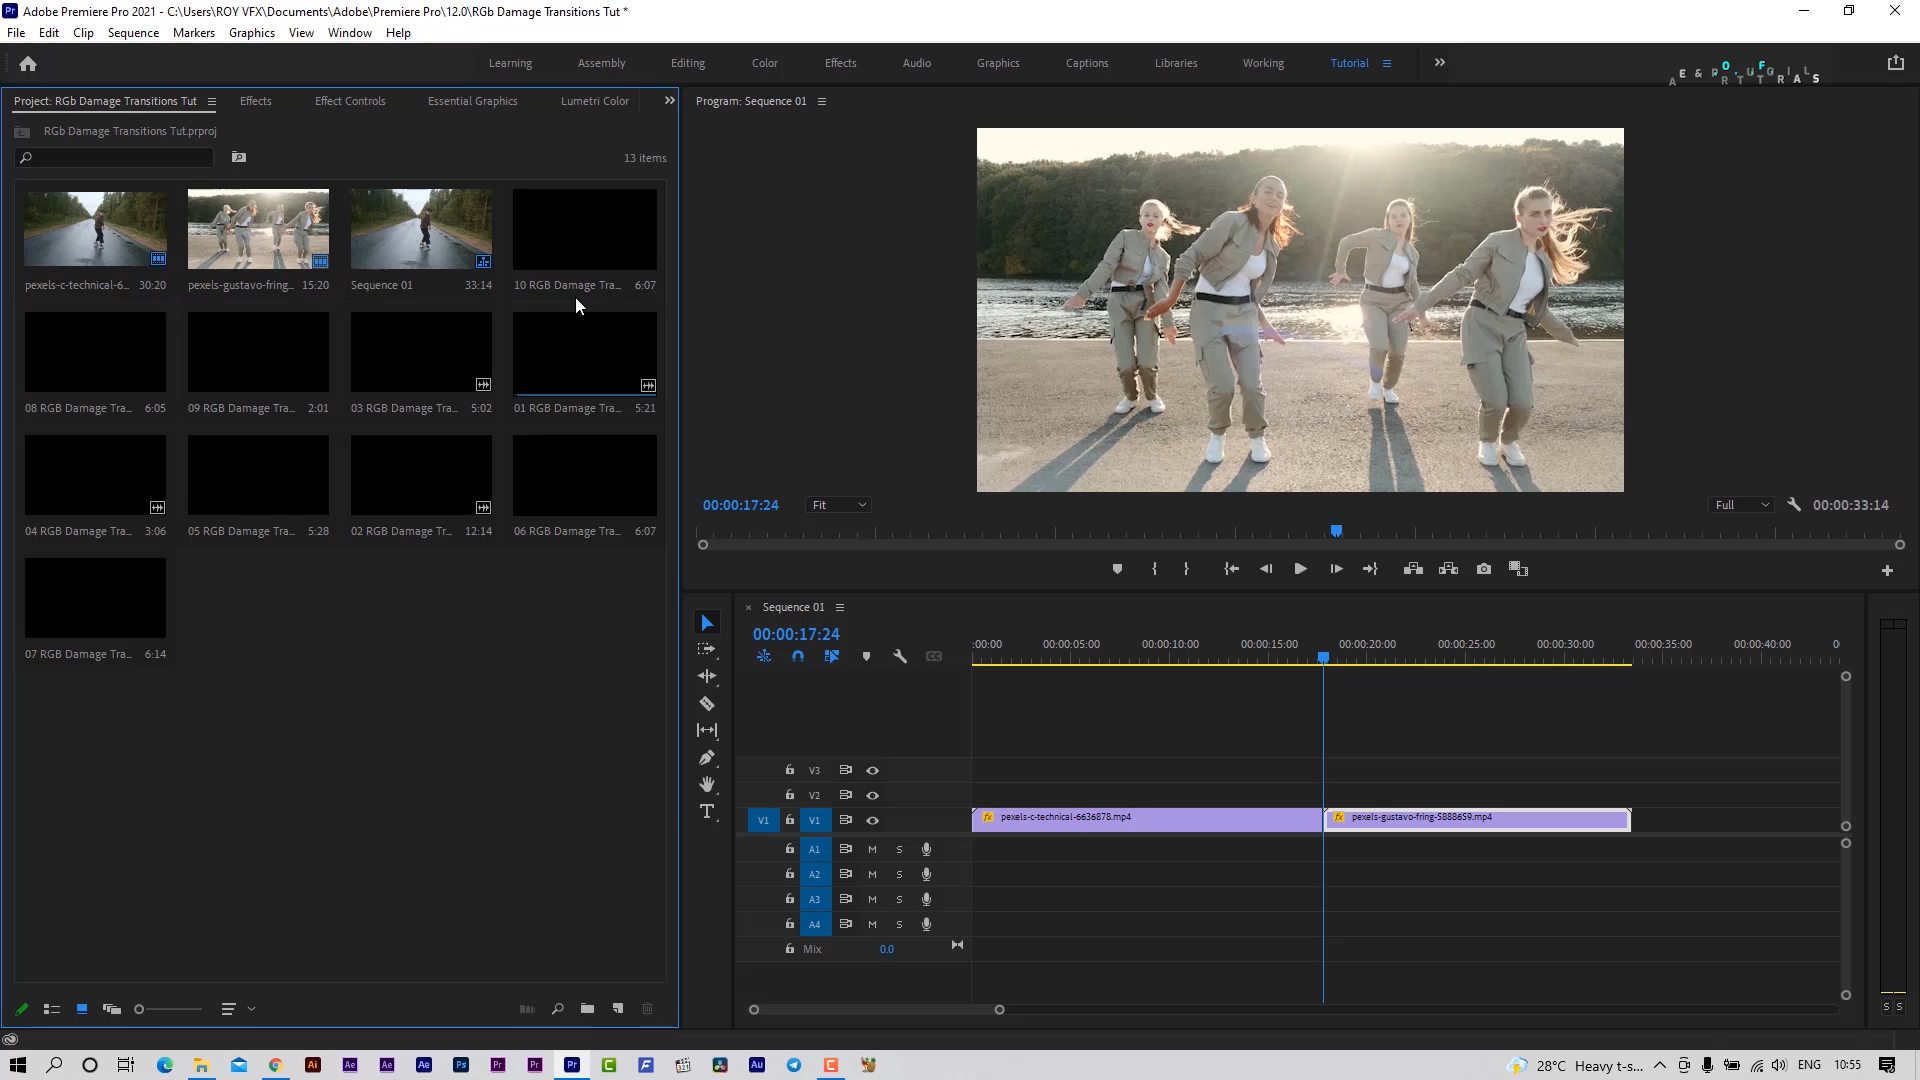 Adobe Premiere Pro 2021 - C:\Users\ROY VFX\Documents\Adobe\Premiere Pro\12.0\RGb Damage Transitions Tut *
File Edit Clip Sequence Markers Graphics View Window Help
Learning Assembly Editing Color Effects Audio Graphics Captions Libraries Working Tutorial
Project: RGb Damage Transitions Tut Effects Effect Controls Essential Graphics Lumetri Color
RGb Damage Transitions Tut.prproj
13 items
pexels-c-technical-6... 30:20
pexels-gustavo-fring... 15:20
Sequence 01 33:14
10 RGB Damage Tra... 6:07
08 RGB Damage Tra... 6:05
09 RGB Damage Tra... 2:01
03 RGB Damage Tra... 5:02
01 RGB Damage Tra... 5:21
04 RGB Damage Tra... 3:06
05 RGB Damage Tra... 5:28
02 RGB Damage Tr... 12:14
06 RGB Damage Tra... 6:07
07 RGB Damage Tra... 6:14
Program: Sequence 01
00:00:17:24 Fit Full 00:00:33:14
Sequence 01
00:00:17:24
:00:00 00:00:05:00 00:00:10:00 00:00:15:00 00:00:20:00 00:00:25:00 00:00:30:00 00:00:35:00 00:00:40:00 0
V3
V2
V1 V1 fx pexels-c-technical-6636878.mp4 fx pexels-gustavo-fring-5888659.mp4
A1 M S
A2 M S
A3 M S
A4 M S
Mix 0.0
S S
28°C Heavy t-s... ENG 10:55